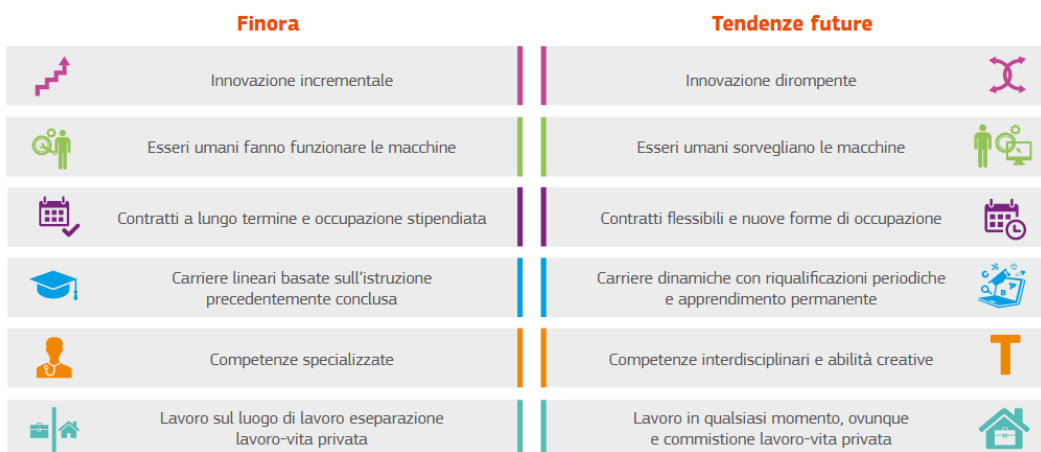 Finora
Tendenze future
Innovazione incrementale
Innovazione dirompente
Esseri umani fanno funzionare le macchine
Esseri umani sorvegliano le macchine
Contratti a lungo termine e occupazione stipendiata
Contratti flessibili e nuove forme di occupazione
Carriere lineari basate sull'istruzione
precedentemente conclusa
Carriere dinamiche con riqualificazioni periodiche
e apprendimento permanente
Competenze specializzate
Competenze interdisciplinari e abilità creative
T
Lavoro sul luogo di lavoro eseparazione
lavoro-vita privata
Lavoro in qualsiasi momento, ovunque
e commistione lavoro-vita privata